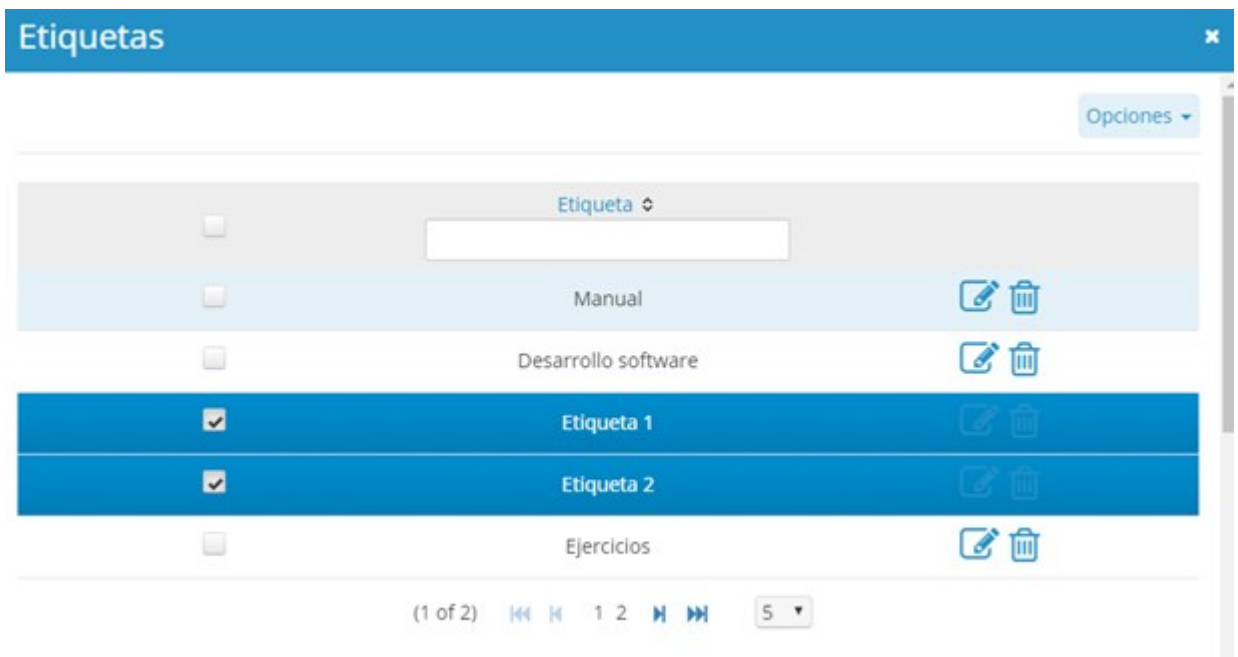 Etiquetas
Opciones
Etiqueta
Manual
Desarrollo software
Etiqueta 1
Etiqueta 2
Ejercicios
(1 of 2) 1 2 5